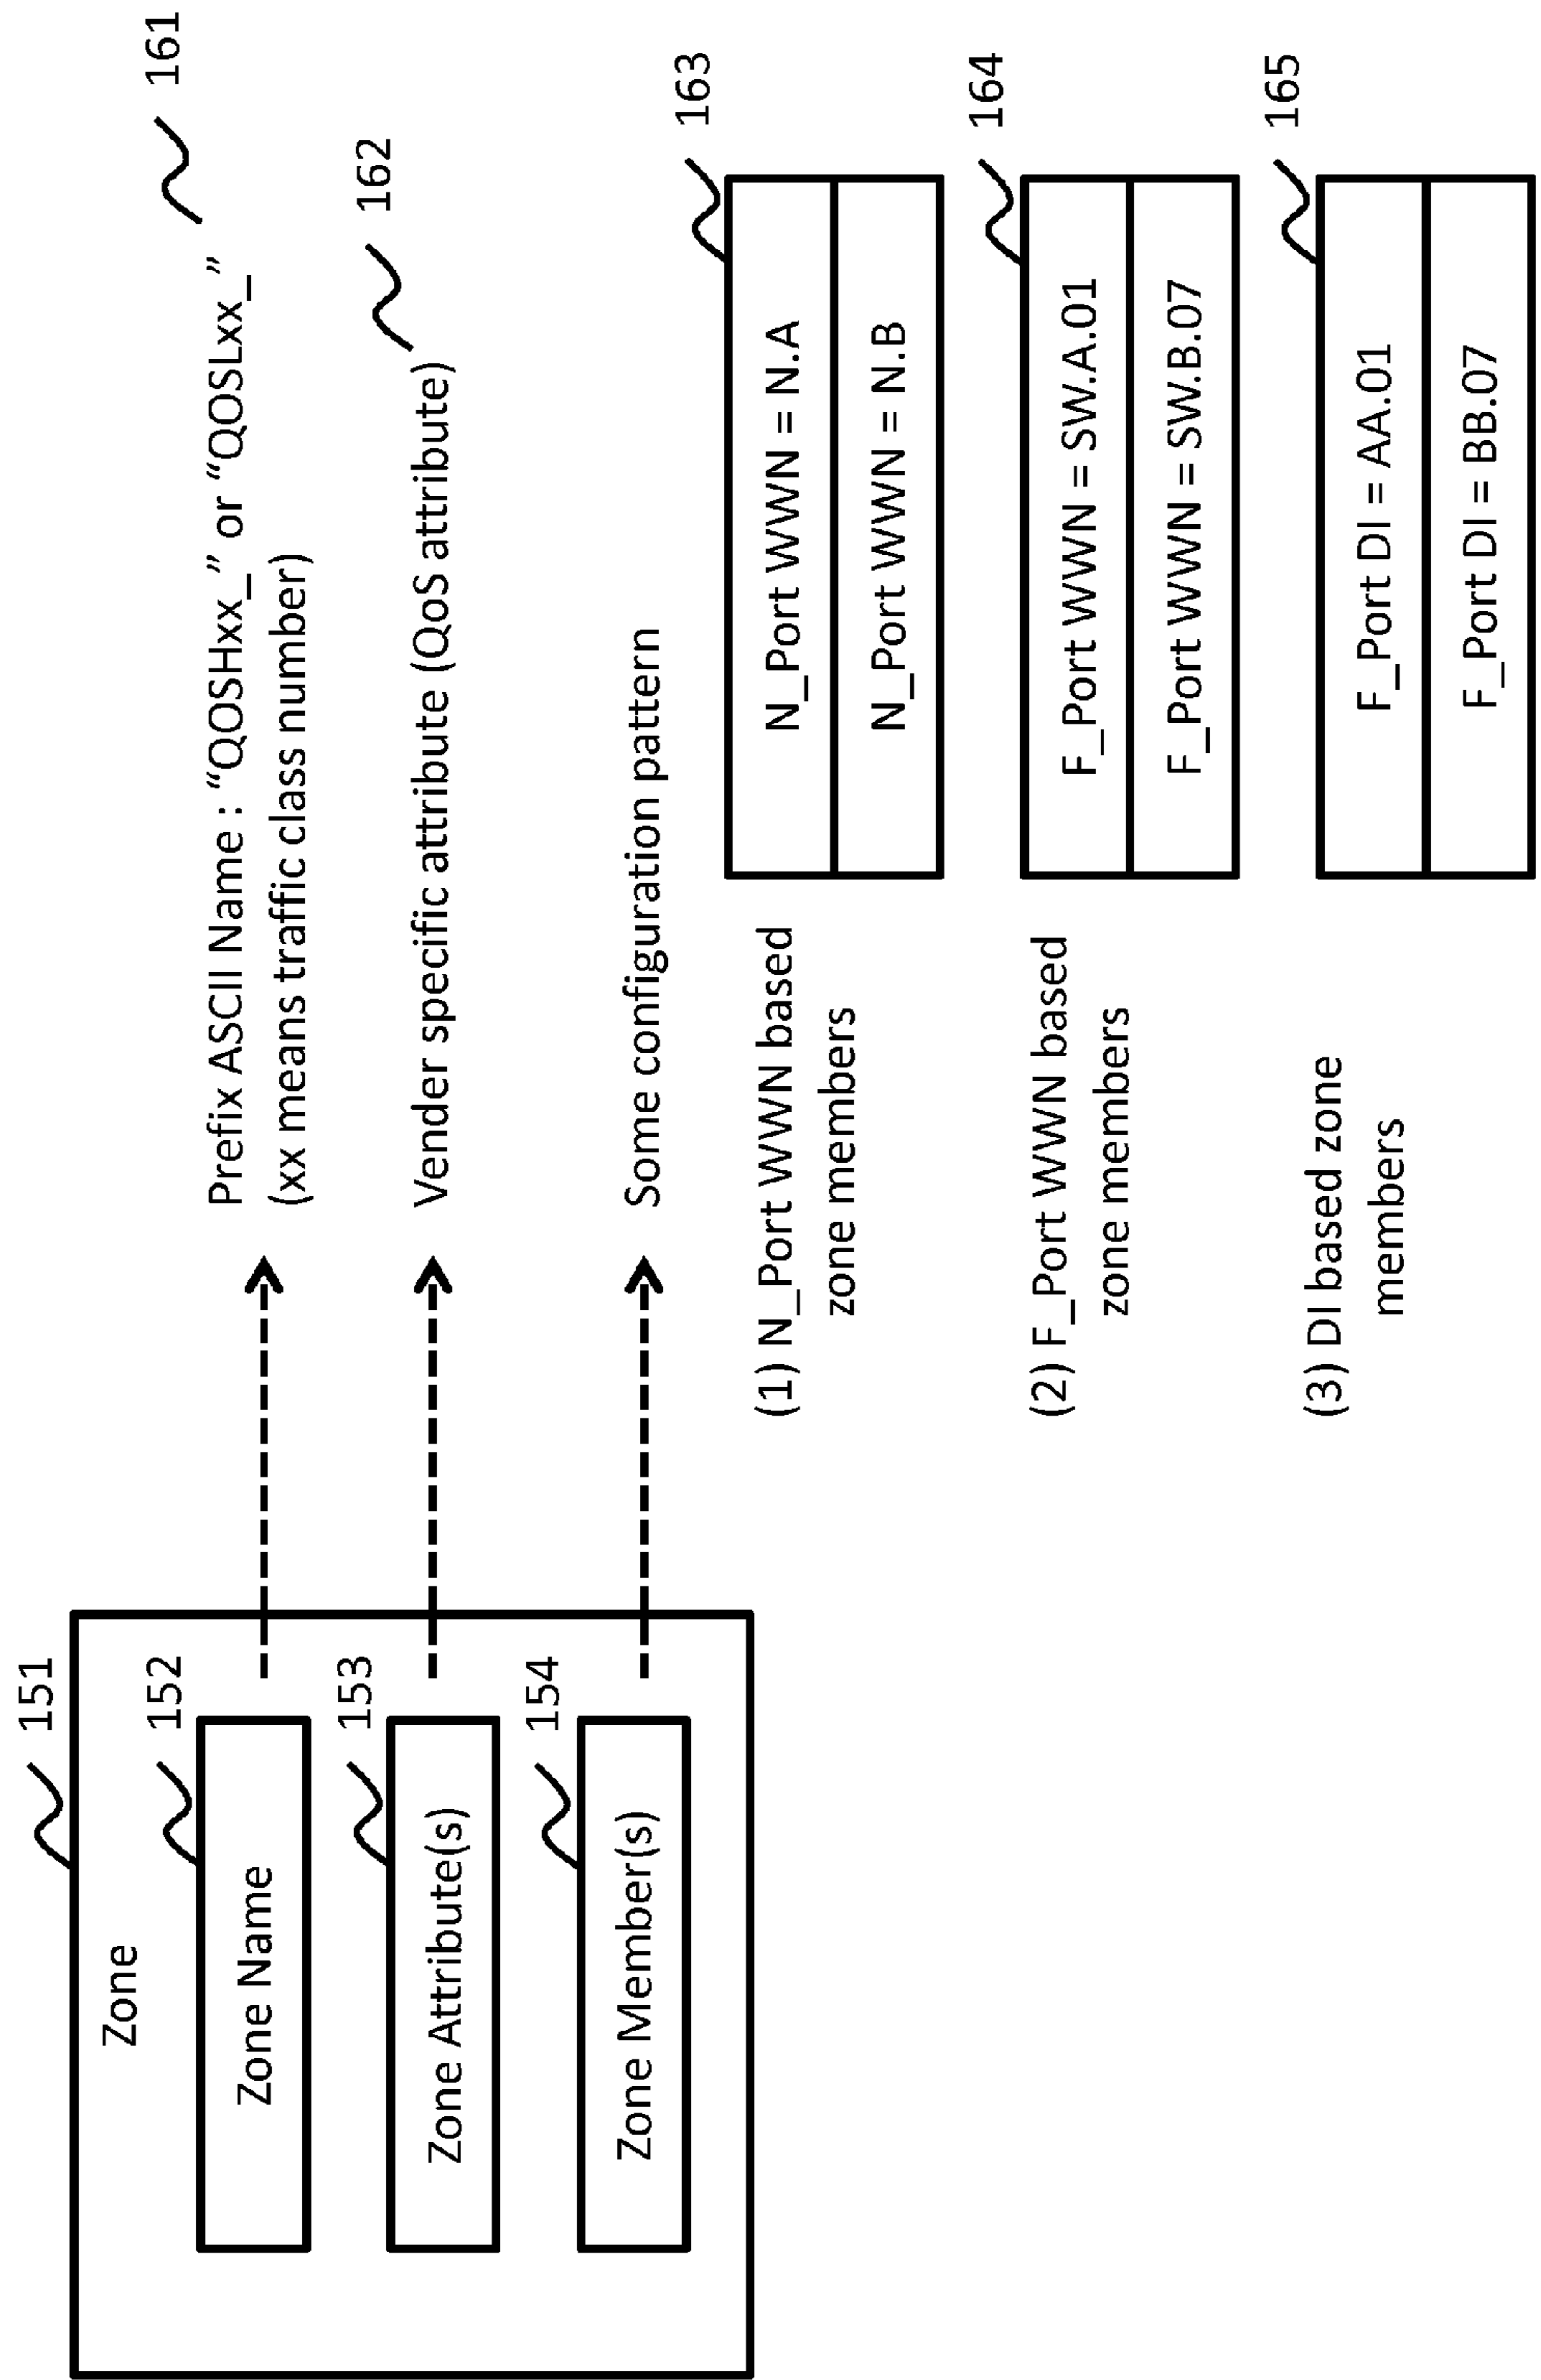 151
Zone
152
Zone Name
153
Zone Attribute(s)
154
Zone Member(s)
161
Prefix ASCII Name : “QOSHxx_” or “QOSLxx_”
(xx means traffic class number)
162
Vender specific attribute (QoS attribute)
Some configuration pattern
(1) N_Port WWN based
zone members
163
N_Port WWN = N.A
N_Port WWN = N.B
(2) F_Port WWN based
zone members
164
F_Port WWN = SW.A.01
F_Port WWN = SW.B.07
(3) DI based zone
members
165
F_Port DI = AA.01
F_Port DI = BB.07